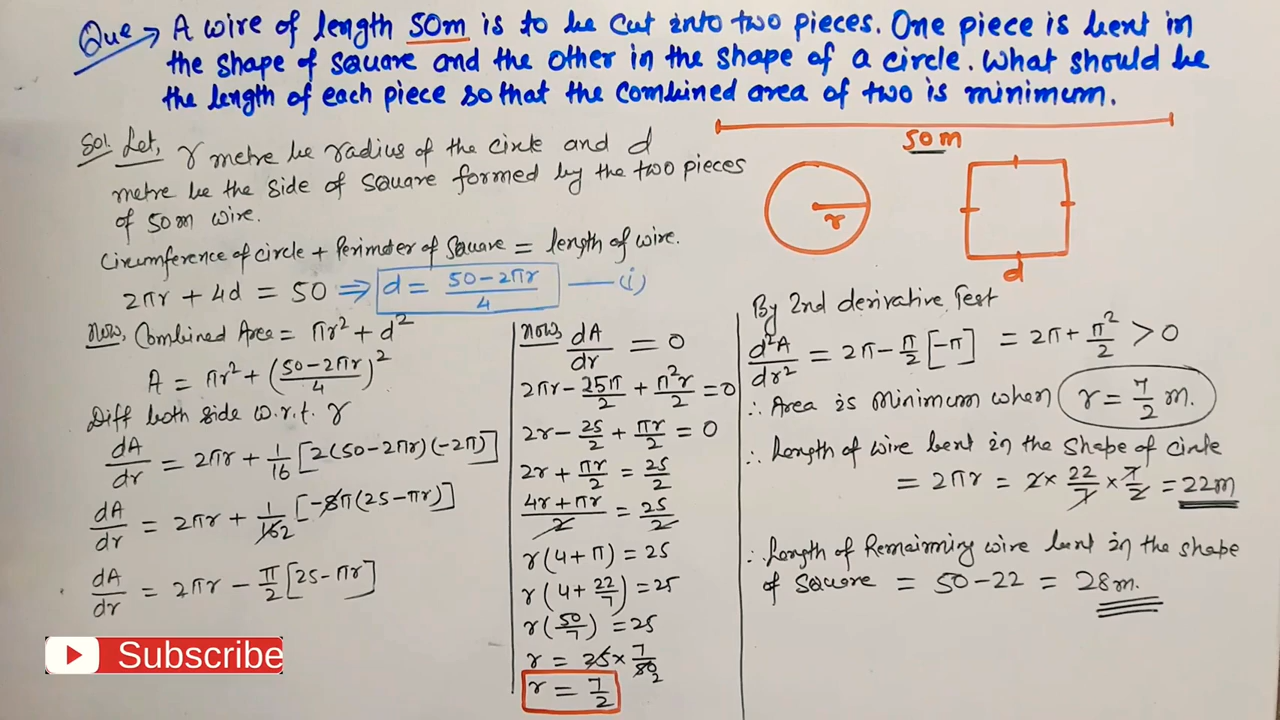 Que → A wire of length 50m is to be cut into two pieces. One piece is bent in
the shape of square and the other in the shape of a circle. What should be
the length of each piece so that the combined area of two is minimum.
Sol. Let, r metre be radius of the circle and d
metre be the side of square formed by the two pieces
of 50m wire.
Circumference of circle + Perimeter of square = length of wire.
2πr + 4d = 50 ⇒ d = (50-2πr)/4 —(i)
Now, Combined Area = πr² + d²
A = πr² + ((50-2πr)/4)²
Diff both side w.r.t. r
dA/dr = 2πr + 1/16 [2(50-2πr)(-2π)]
dA/dr = 2πr + 1/162 [-8π(25-πr)]
dA/dr = 2πr - π/2 [25-πr]
Subscribe
Now, dA/dr = 0
2πr - 25π/2 + π²r/2 = 0
2r - 25/2 + πr/2 = 0
2r + πr/2 = 25/2
(4r+πr)/2 = 25/2
r(4+π) = 25
r(4+22/7) = 25
r(50/7) = 25
r = 25 × 7/502
r = 7/2
50m
r
d
By 2nd derivative Test
d²A/dr² = 2π - π/2 [-π] = 2π + π²/2 > 0
∴ Area is minimum when r = 7/2 m.
∴ Length of wire bent in the shape of circle
= 2πr = 2 × 22/7 × 7/2 = 22m
∴ Length of Remainning wire bent in the shape
of square = 50-22 = 28m.